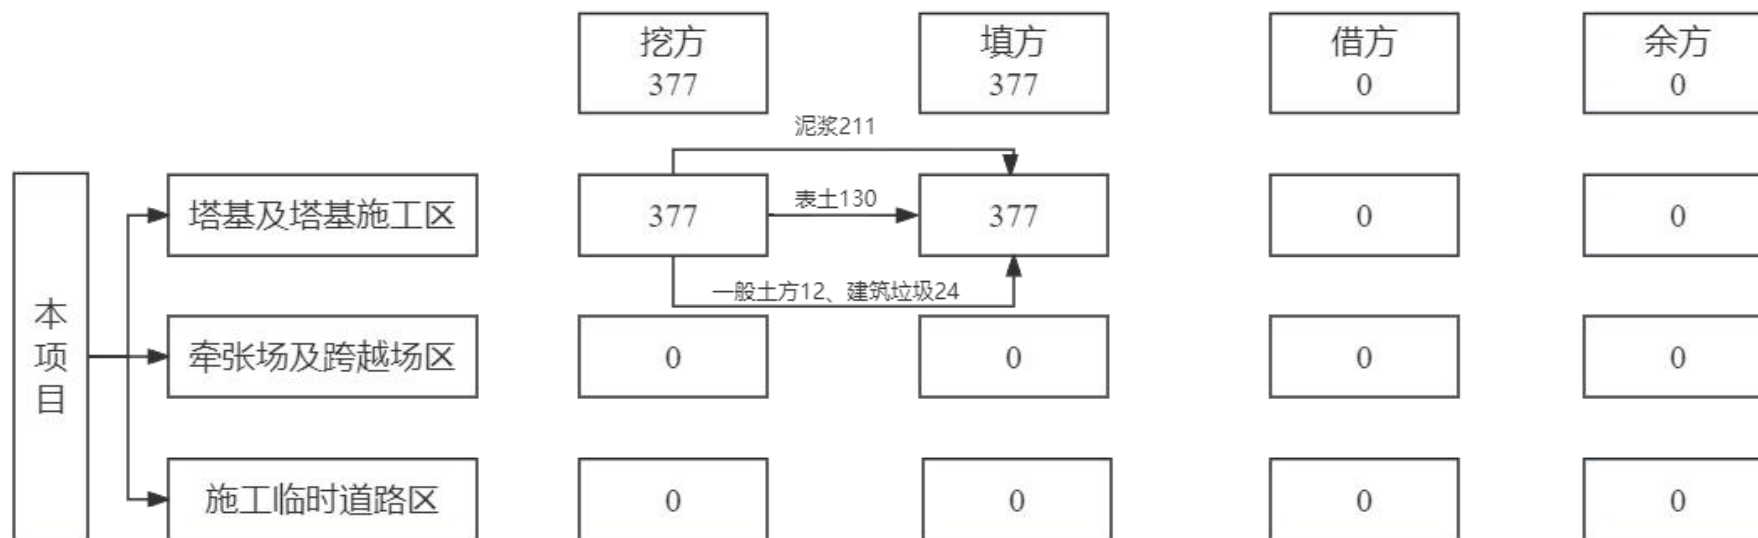 挖方
377
填方
377
借方
0
余方
0
泥浆211
本项目
塔基及塔基施工区
377
表土130
377
0
0
一般土方12、建筑垃圾24
牵张场及跨越场区
0
0
0
0
施工临时道路区
0
0
0
0